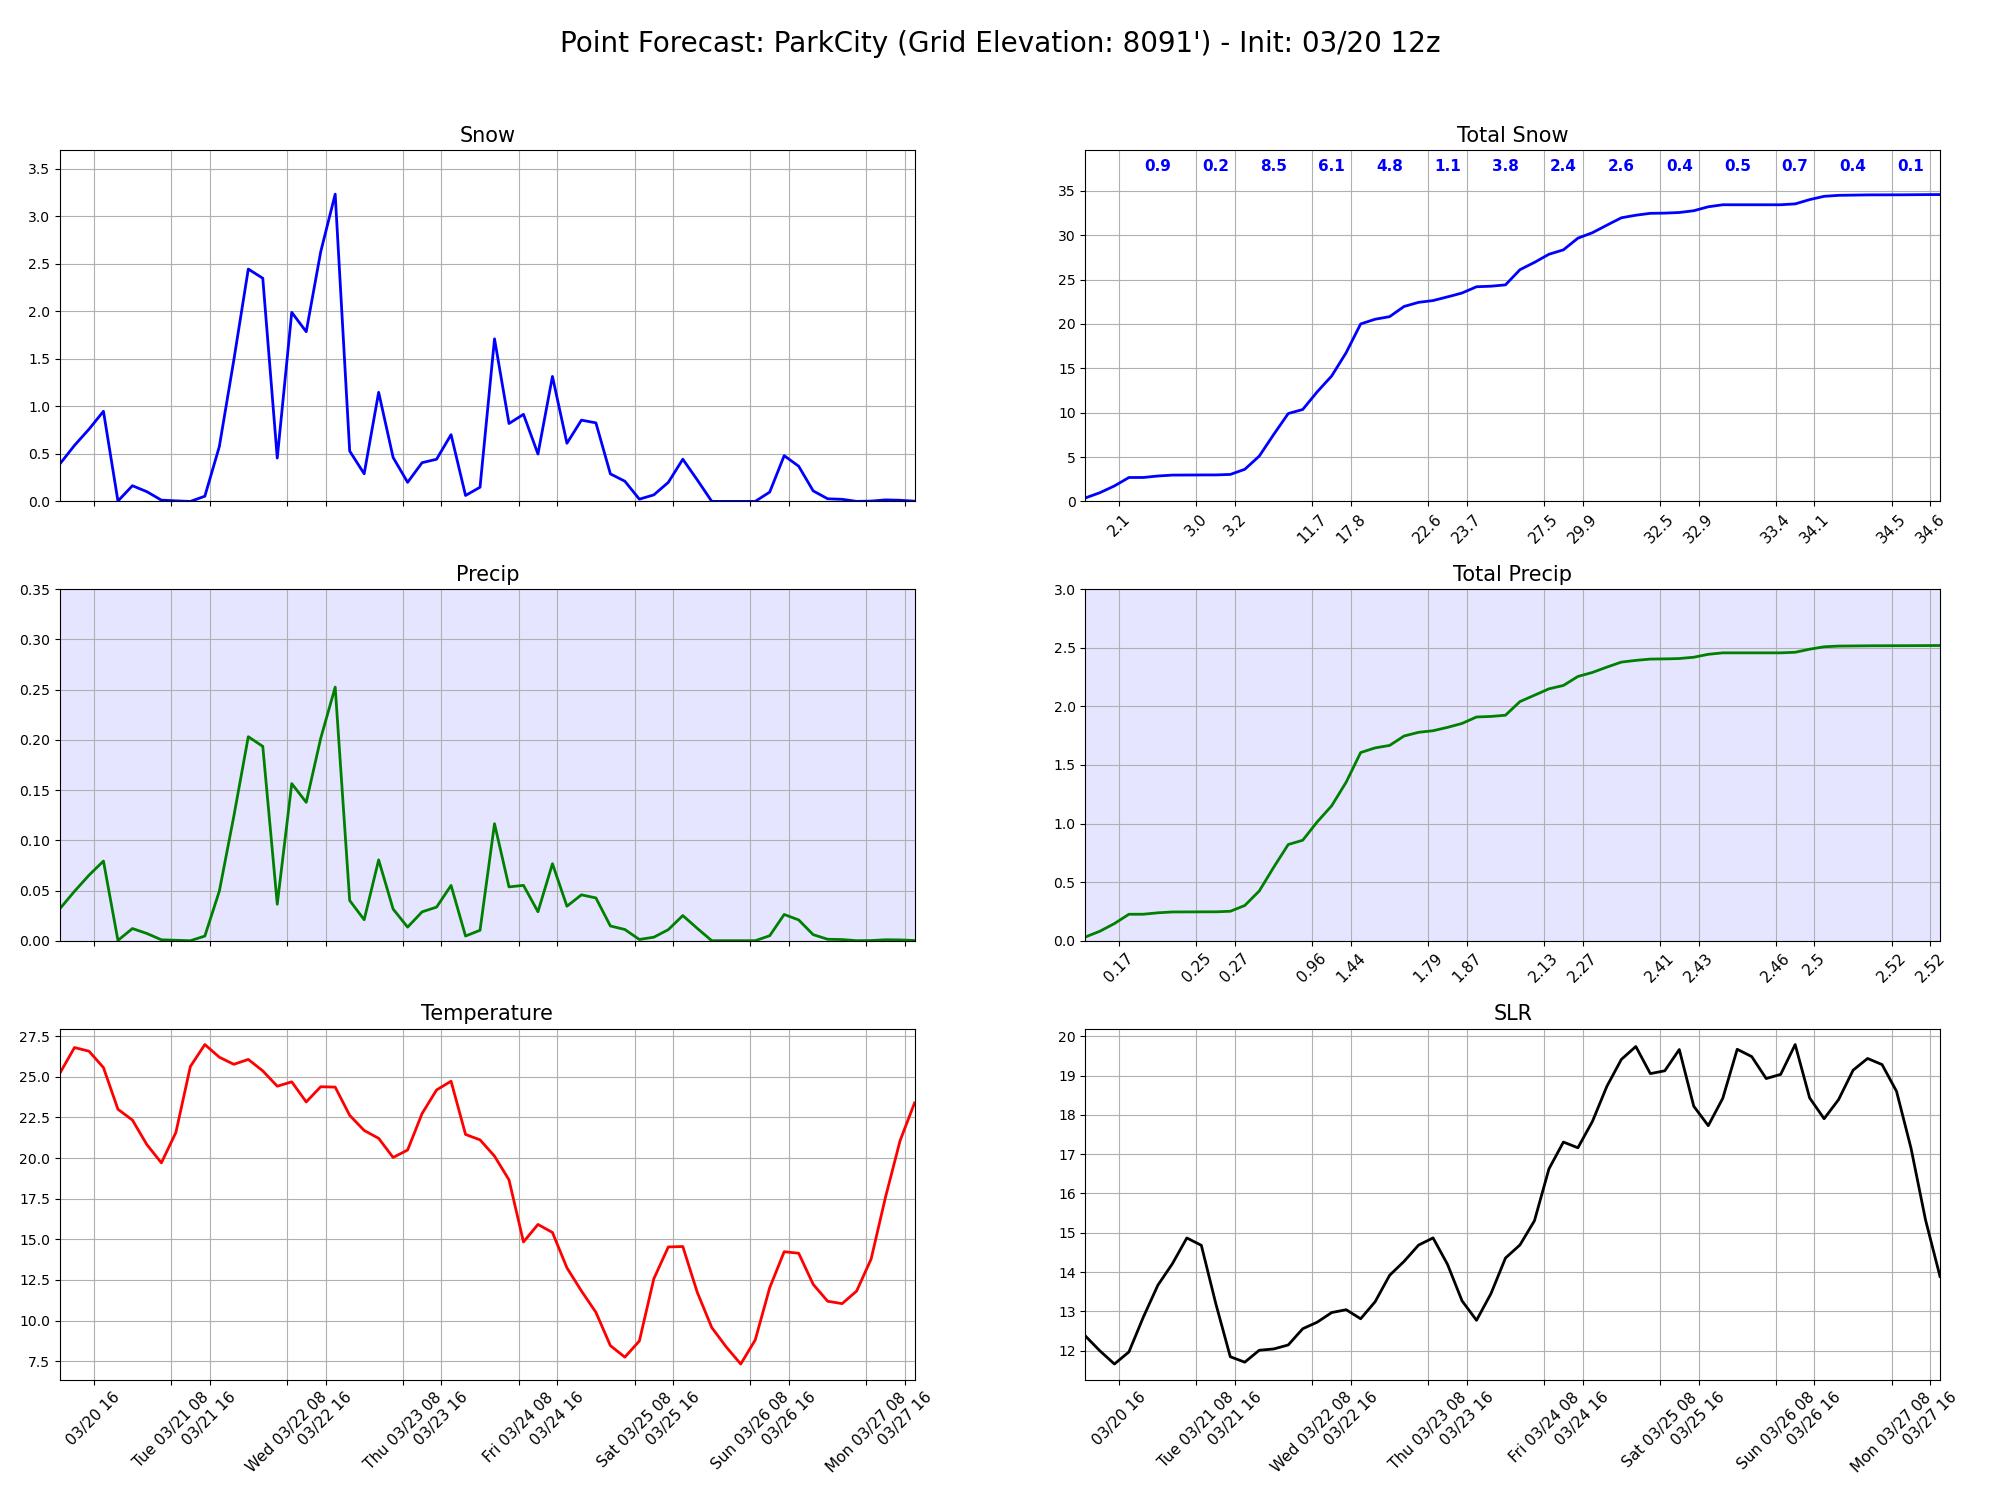 Point Forecast: ParkCity (Grid Elevation: 8091') - Init: 03/20 12z
Snow
3.5
3.0
2.5
2.0
1.5
1.0
0.5
0.0
Total Snow
0.9 0.2 8.5 6.1 4.8 1.1 3.8 2.4 2.6 0.4 0.5 0.7 0.4 0.1
35
30
25
20
15
10
5
0
2.1 3.0 3.2 11.7 17.8 22.6 23.7 27.5 29.9 32.5 32.9 33.4 34.1 34.5 34.6
Precip
0.35
0.30
0.25
0.20
0.15
0.10
0.05
0.00
Total Precip
3.0
2.5
2.0
1.5
1.0
0.5
0.0
0.17 0.25 0.27 0.96 1.44 1.79 1.87 2.13 2.27 2.41 2.43 2.46 2.5 2.52 2.52
Temperature
27.5
25.0
22.5
20.0
17.5
15.0
12.5
10.0
7.5
03/20 16
Tue 03/21 08
03/21 16
Wed 03/22 08
03/22 16
Thu 03/23 08
03/23 16
Fri 03/24 08
03/24 16
Sat 03/25 08
03/25 16
Sun 03/26 08
03/26 16
Mon 03/27 08
03/27 16
SLR
20
19
18
17
16
15
14
13
12
03/20 16
Tue 03/21 08
03/21 16
Wed 03/22 08
03/22 16
Thu 03/23 08
03/23 16
Fri 03/24 08
03/24 16
Sat 03/25 08
03/25 16
Sun 03/26 08
03/26 16
Mon 03/27 08
03/27 16